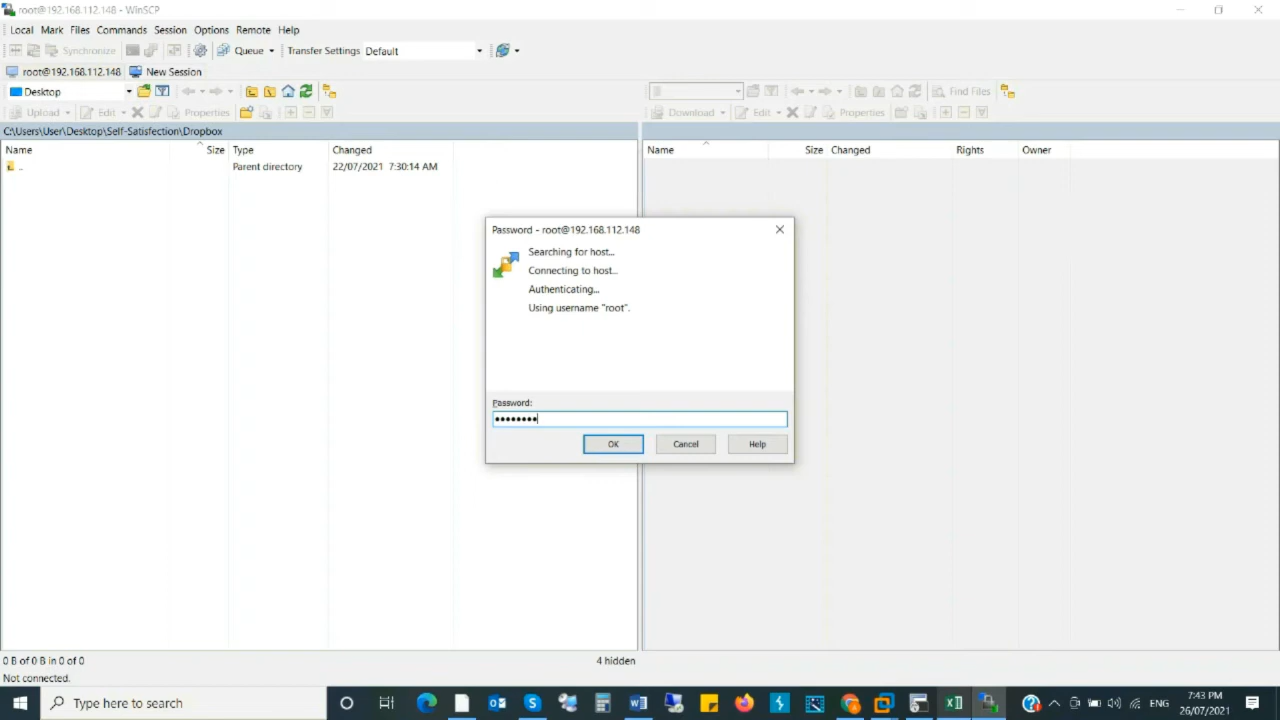 root@192.168.112.148 - WinSCP
Local Mark Files Commands Session Options Remote Help
Synchronize Queue Transfer Settings Default
root@192.168.112.148 New Session
Desktop Find Files
Upload Edit Properties Download Edit Properties
C:\Users\User\Desktop\Self-Satisfaction\Dropbox
Name Size Type Changed Name Size Changed Rights Owner
.. Parent directory 22/07/2021 7:30:14 AM
Password - root@192.168.112.148
Searching for host...
Connecting to host...
Authenticating...
Using username "root".
Password:
••••••••
OK Cancel Help
0 B of 0 B in 0 of 0 4 hidden
Not connected.
Type here to search ENG 7:43 PM
26/07/2021